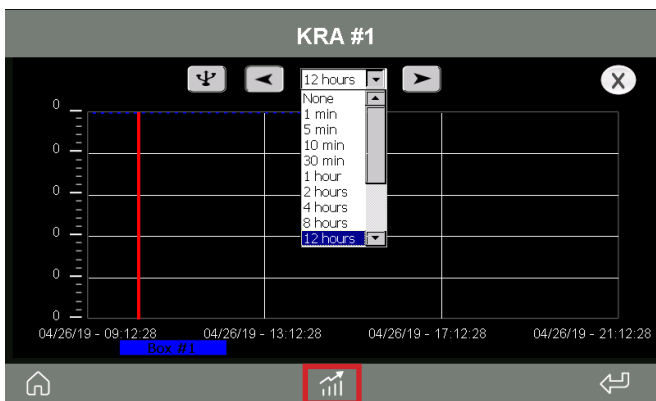 KRA #1
12 hours
X
None
1 min
5 min
10 min
30 min
1 hour
2 hours
4 hours
8 hours
12 hours
0
0
0
0
0
0
04/26/19 - 09:12:28
04/26/19 - 13:12:28
04/26/19 - 17:12:28
04/26/19 - 21:12:28
Box #1